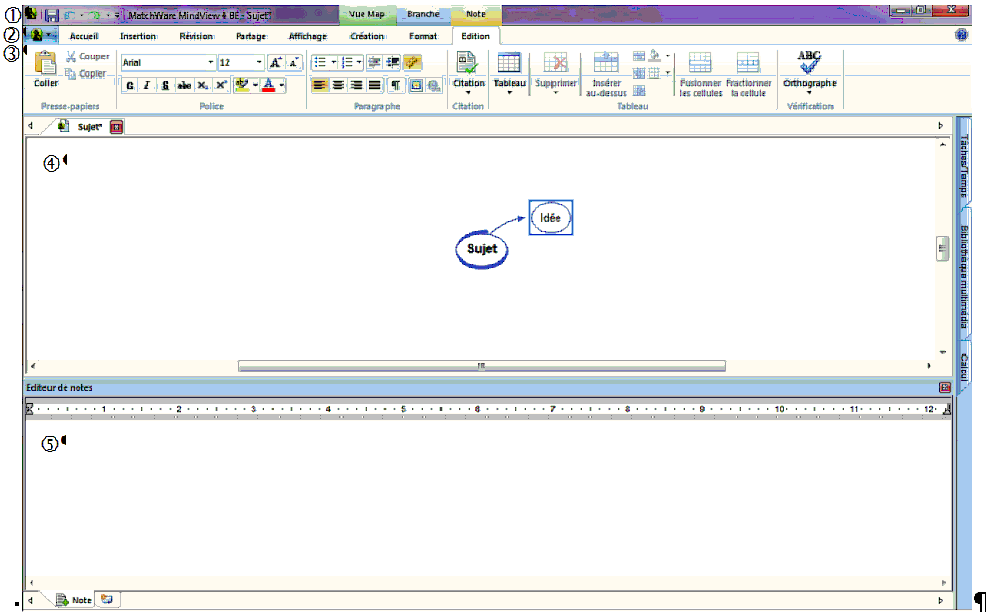 ① MatchWare MindView 4 BE - Sujet* Vue Map Branche Note
② Accueil Insertion Révision Partage Affichage Création Format Edition
③ Couper
Copier
Coller
Arial 12
G I S abc X₂ X²
Citation Tableau Supprimer Insérer au-dessus Fusionner les cellules Fractionner la cellule ABC Orthographe
Presse-papiers Police Paragraphe Citation Tableau Vérification
Sujet*
④
Idée
Sujet
Tâches/Temps
Bibliothèque multimédia
Calcul
Editeur de notes
1 2 3 4 5 6 7 8 9 10 11 12
⑤
Note
¶